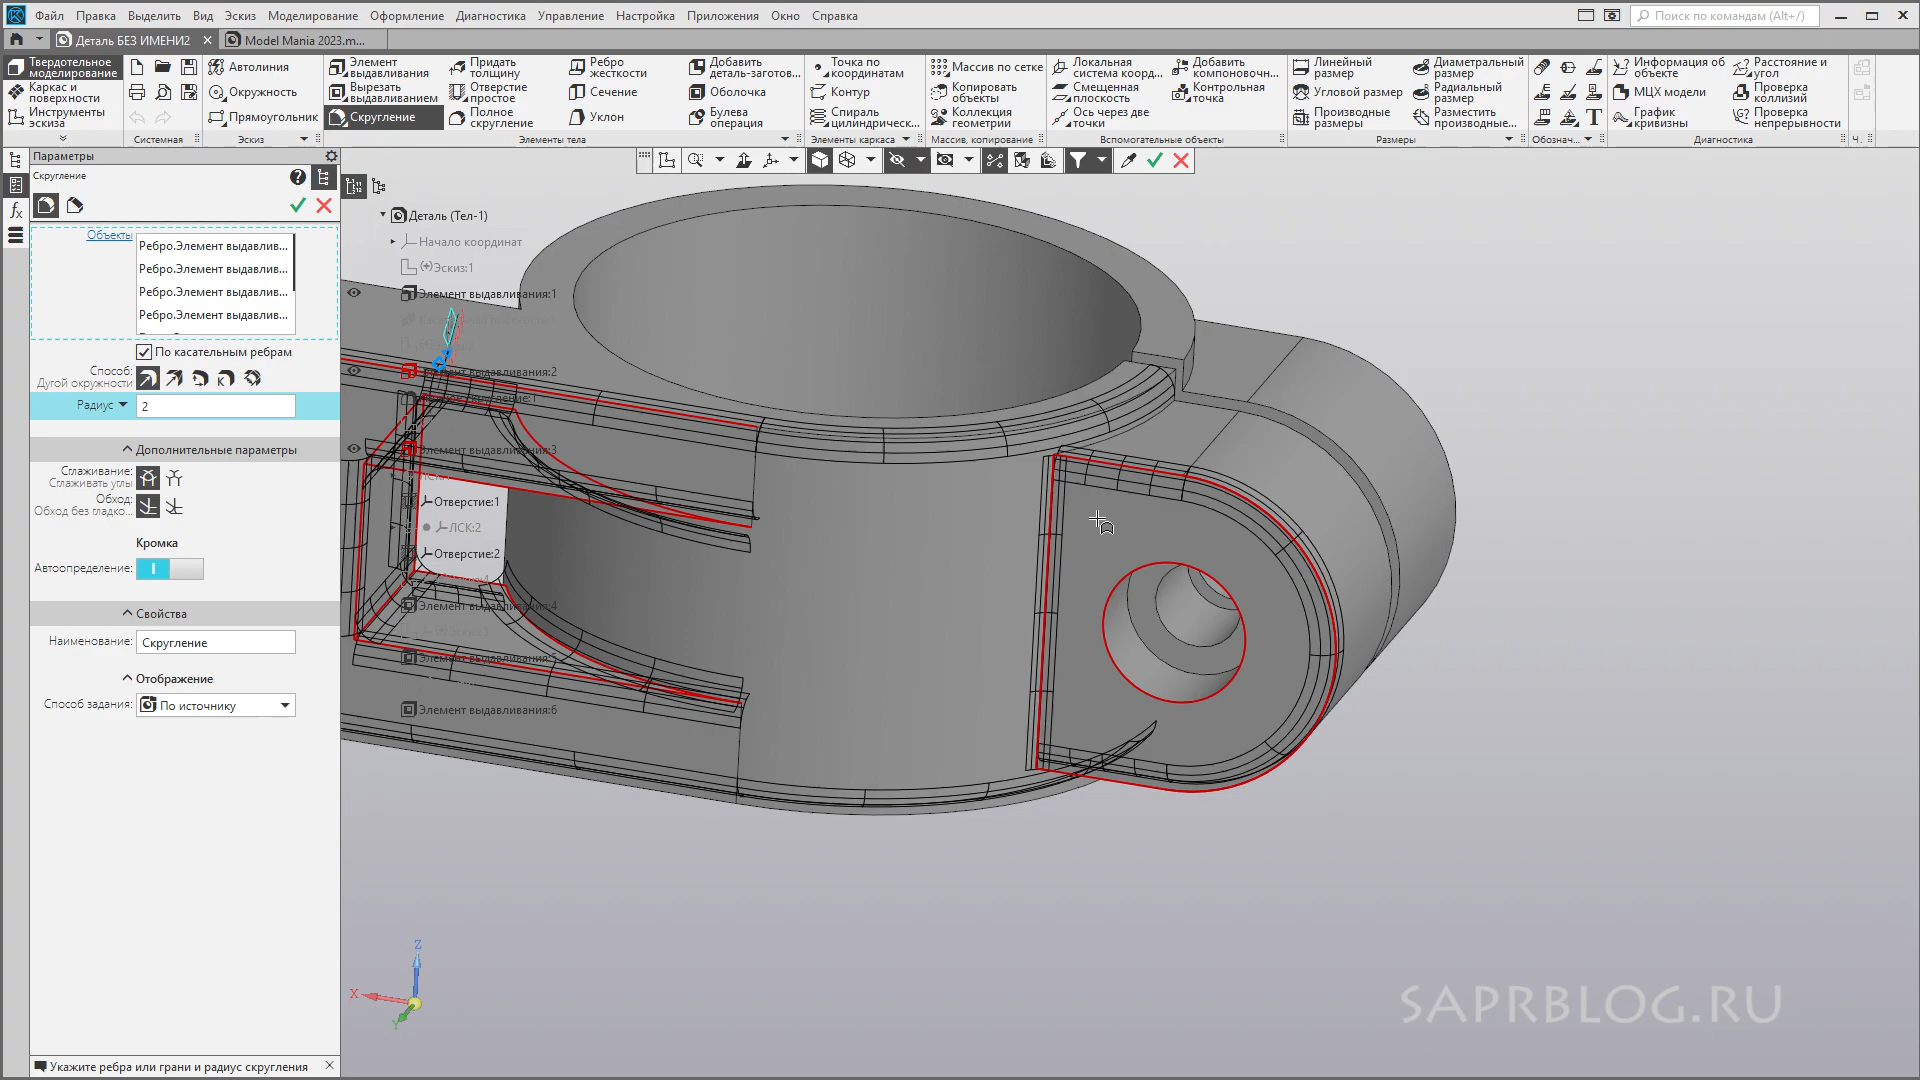 Файл Правка Выделить Вид Эскиз Моделирование Оформление Диагностика Управление Настройка Приложения Окно Справка Поиск по командам (Alt+/)
Деталь БЕЗ ИМЕНИ2 Model Mania 2023.m...
Твердотельное моделирование
Каркас и поверхности
Инструменты эскиза
Системная
Автолиния
Окружность
Прямоугольник
Эскиз
Элемент выдавливания
Вырезать выдавливанием
Скругление
Придать толщину
Отверстие простое
Полное скругление
Ребро жесткости
Сечение
Уклон
Добавить деталь-заготов...
Оболочка
Булева операция
Элементы тела
Точка по координатам
Контур
Спираль цилиндрическ...
Элементы каркаса
Массив по сетке
Копировать объекты
Коллекция геометрии
Массив, копирование
Локальная система коорд...
Смещенная плоскость
Ось через две точки
Добавить компоновочн...
Контрольная точка
Вспомогательные объекты
Линейный размер
Угловой размер
Производные размеры
Диаметральный размер
Радиальный размер
Разместить производные...
Размеры
Обознач...
Информация об объекте
МЦХ модели
График кривизны
Расстояние и угол
Проверка коллизий
Проверка непрерывности
Диагностика
Ч...
Параметры
Скругление
Объекты
Ребро.Элемент выдавлив...
Ребро.Элемент выдавлив...
Ребро.Элемент выдавлив...
Ребро.Элемент выдавлив...
По касательным ребрам
Способ:
Дугой окружности
Радиус 2
Дополнительные параметры
Сглаживание:
Сглаживать углы
Обход:
Обход без гладко...
Кромка
Автоопределение:
Свойства
Наименование: Скругление
Отображение
Способ задания: По источнику
Укажите ребра или грани и радиус скругления
Деталь (Тел-1)
Начало координат
(+)Эскиз:1
Элемент выдавливания:1
Элемент выдавливания:2
Элемент выдавливания:3
Отверстие:1
ЛСК:2
Отверстие:2
Элемент выдавливания:4
Элемент выдавливания:5
Элемент выдавливания:6
Z
X
Y
SAPRBLOG.RU